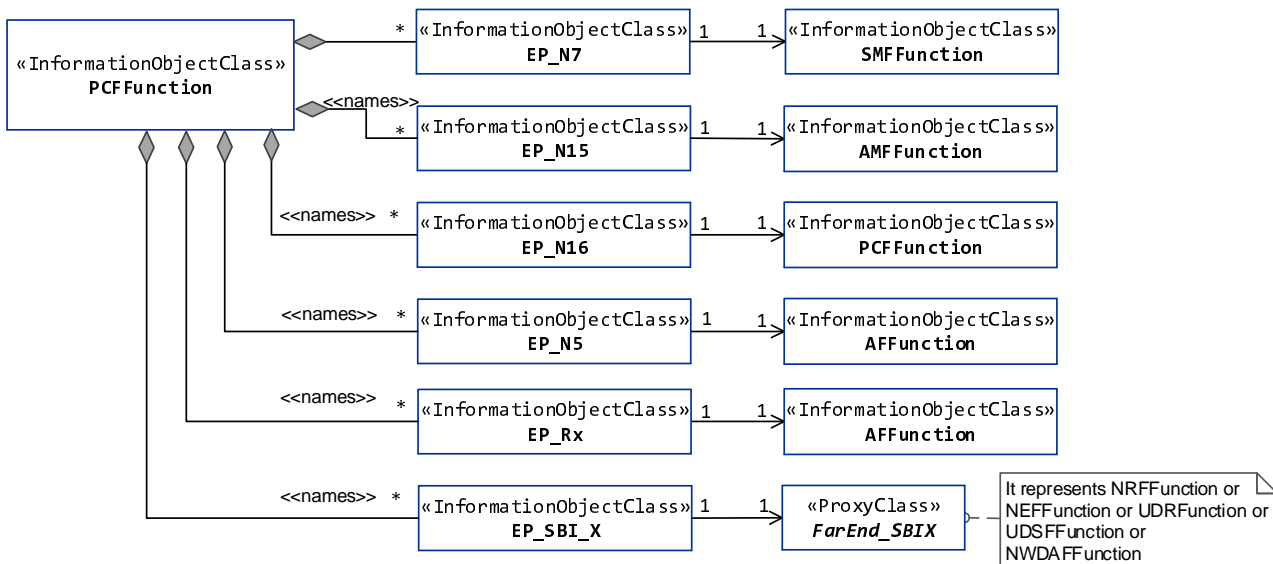 «InformationObjectClass»
PCFFunction
*
«InformationObjectClass»
EP_N7
1
1
«InformationObjectClass»
SMFFunction
<<names>>
*
«InformationObjectClass»
EP_N15
1
1
«InformationObjectClass»
AMFFunction
<<names>>
*
«InformationObjectClass»
EP_N16
1
1
«InformationObjectClass»
PCFFunction
<<names>>
*
«InformationObjectClass»
EP_N5
1
1
«InformationObjectClass»
AFFunction
<<names>>
*
«InformationObjectClass»
EP_Rx
1
1
«InformationObjectClass»
AFFunction
<<names>>
*
«InformationObjectClass»
EP_SBI_X
1
1
«ProxyClass»
FarEnd_SBIX
It represents NRFFunction or
NEFFunction or UDRFunction or
UDSFFunction or
NWDAFFunction